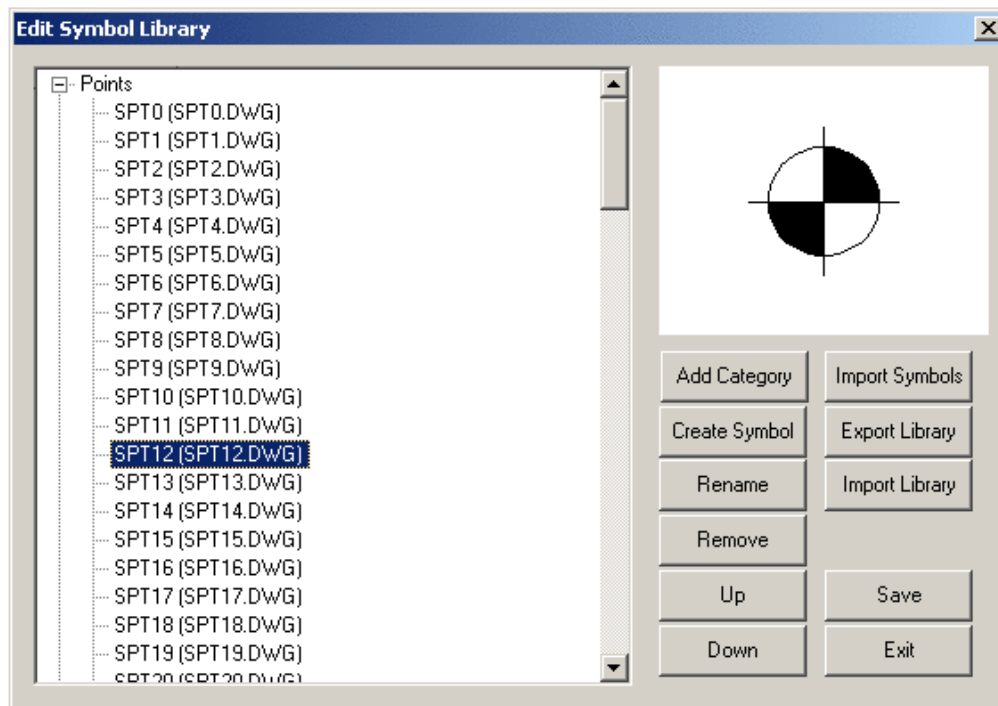 Edit Symbol Library
Points
SPT0 (SPT0.DWG)
SPT1 (SPT1.DWG)
SPT2 (SPT2.DWG)
SPT3 (SPT3.DWG)
SPT4 (SPT4.DWG)
SPT5 (SPT5.DWG)
SPT6 (SPT6.DWG)
SPT7 (SPT7.DWG)
SPT8 (SPT8.DWG)
SPT9 (SPT9.DWG)
SPT10 (SPT10.DWG)
SPT11 (SPT11.DWG)
SPT12 (SPT12.DWG)
SPT13 (SPT13.DWG)
SPT14 (SPT14.DWG)
SPT15 (SPT15.DWG)
SPT16 (SPT16.DWG)
SPT17 (SPT17.DWG)
SPT18 (SPT18.DWG)
SPT19 (SPT19.DWG)
SPT20 (SPT20.DWG)
Add Category
Import Symbols
Create Symbol
Export Library
Rename
Import Library
Remove
Up
Save
Down
Exit